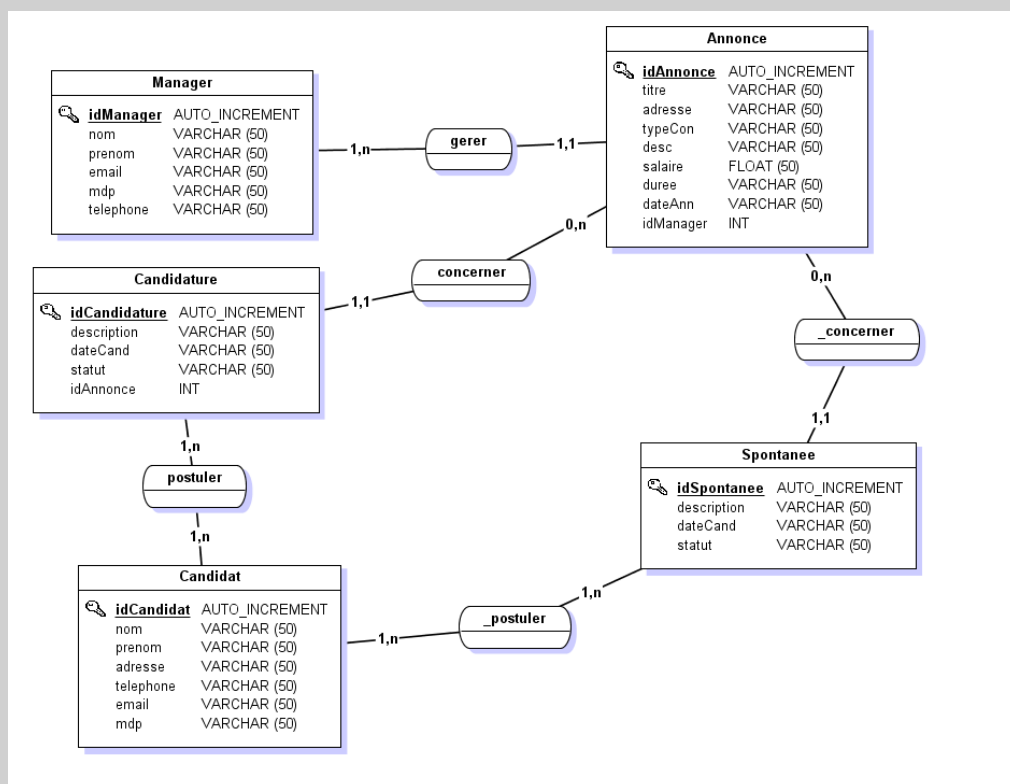 Manager
idManager AUTO_INCREMENT
nom VARCHAR (50)
prenom VARCHAR (50)
email VARCHAR (50)
mdp VARCHAR (50)
telephone VARCHAR (50)
1,n
gerer
1,1
Annonce
idAnnonce AUTO_INCREMENT
titre VARCHAR (50)
adresse VARCHAR (50)
typeCon VARCHAR (50)
desc VARCHAR (50)
salaire FLOAT (50)
duree VARCHAR (50)
dateAnn VARCHAR (50)
idManager INT
0,n
concerner
1,1
Candidature
idCandidature AUTO_INCREMENT
description VARCHAR (50)
dateCand VARCHAR (50)
statut VARCHAR (50)
idAnnonce INT
0,n
_concerner
1,1
Spontanee
idSpontanee AUTO_INCREMENT
description VARCHAR (50)
dateCand VARCHAR (50)
statut VARCHAR (50)
1,n
postuler
1,n
Candidat
idCandidat AUTO_INCREMENT
nom VARCHAR (50)
prenom VARCHAR (50)
adresse VARCHAR (50)
telephone VARCHAR (50)
email VARCHAR (50)
mdp VARCHAR (50)
1,n
_postuler
1,n